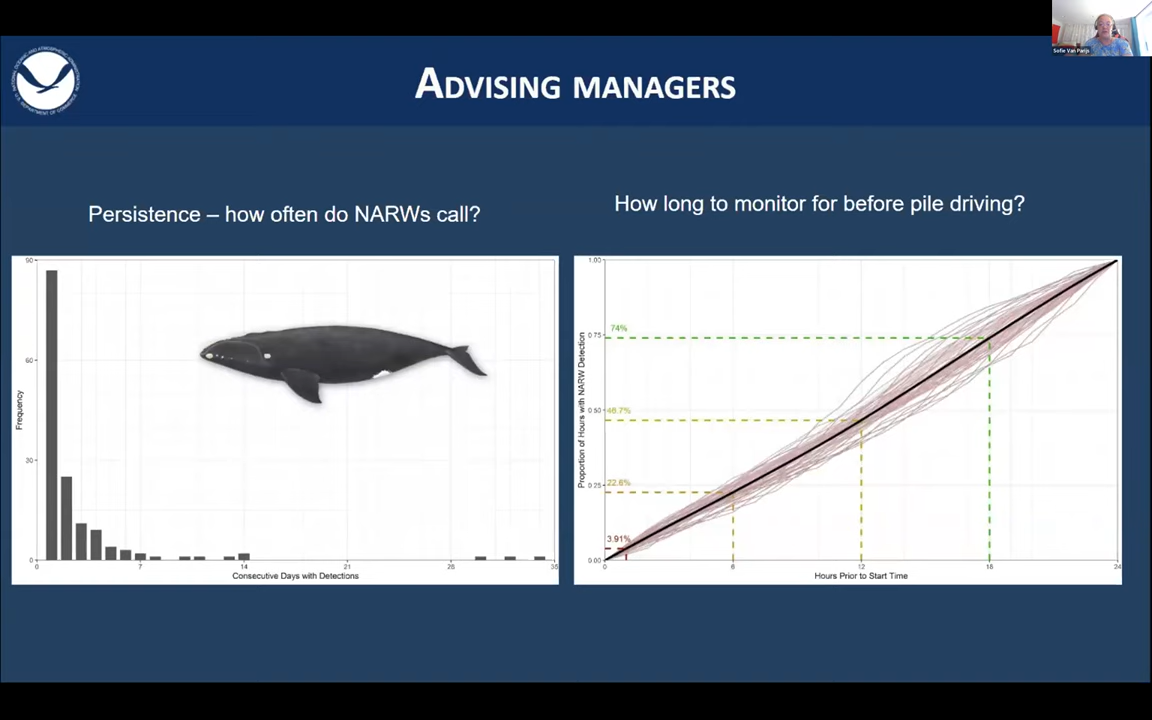 Sofie Van Parijs
ADVISING MANAGERS
Persistence – how often do NARWs call?
How long to monitor for before pile driving?
90
60
30
0
Frequency
0 7 14 21 28 35
Consecutive Days with Detections
1.00
0.75
0.50
0.25
0.00
Proportion of Hours with NARW Detection
74%
46.7%
22.6%
3.91%
0 6 12 18 24
Hours Prior to Start Time